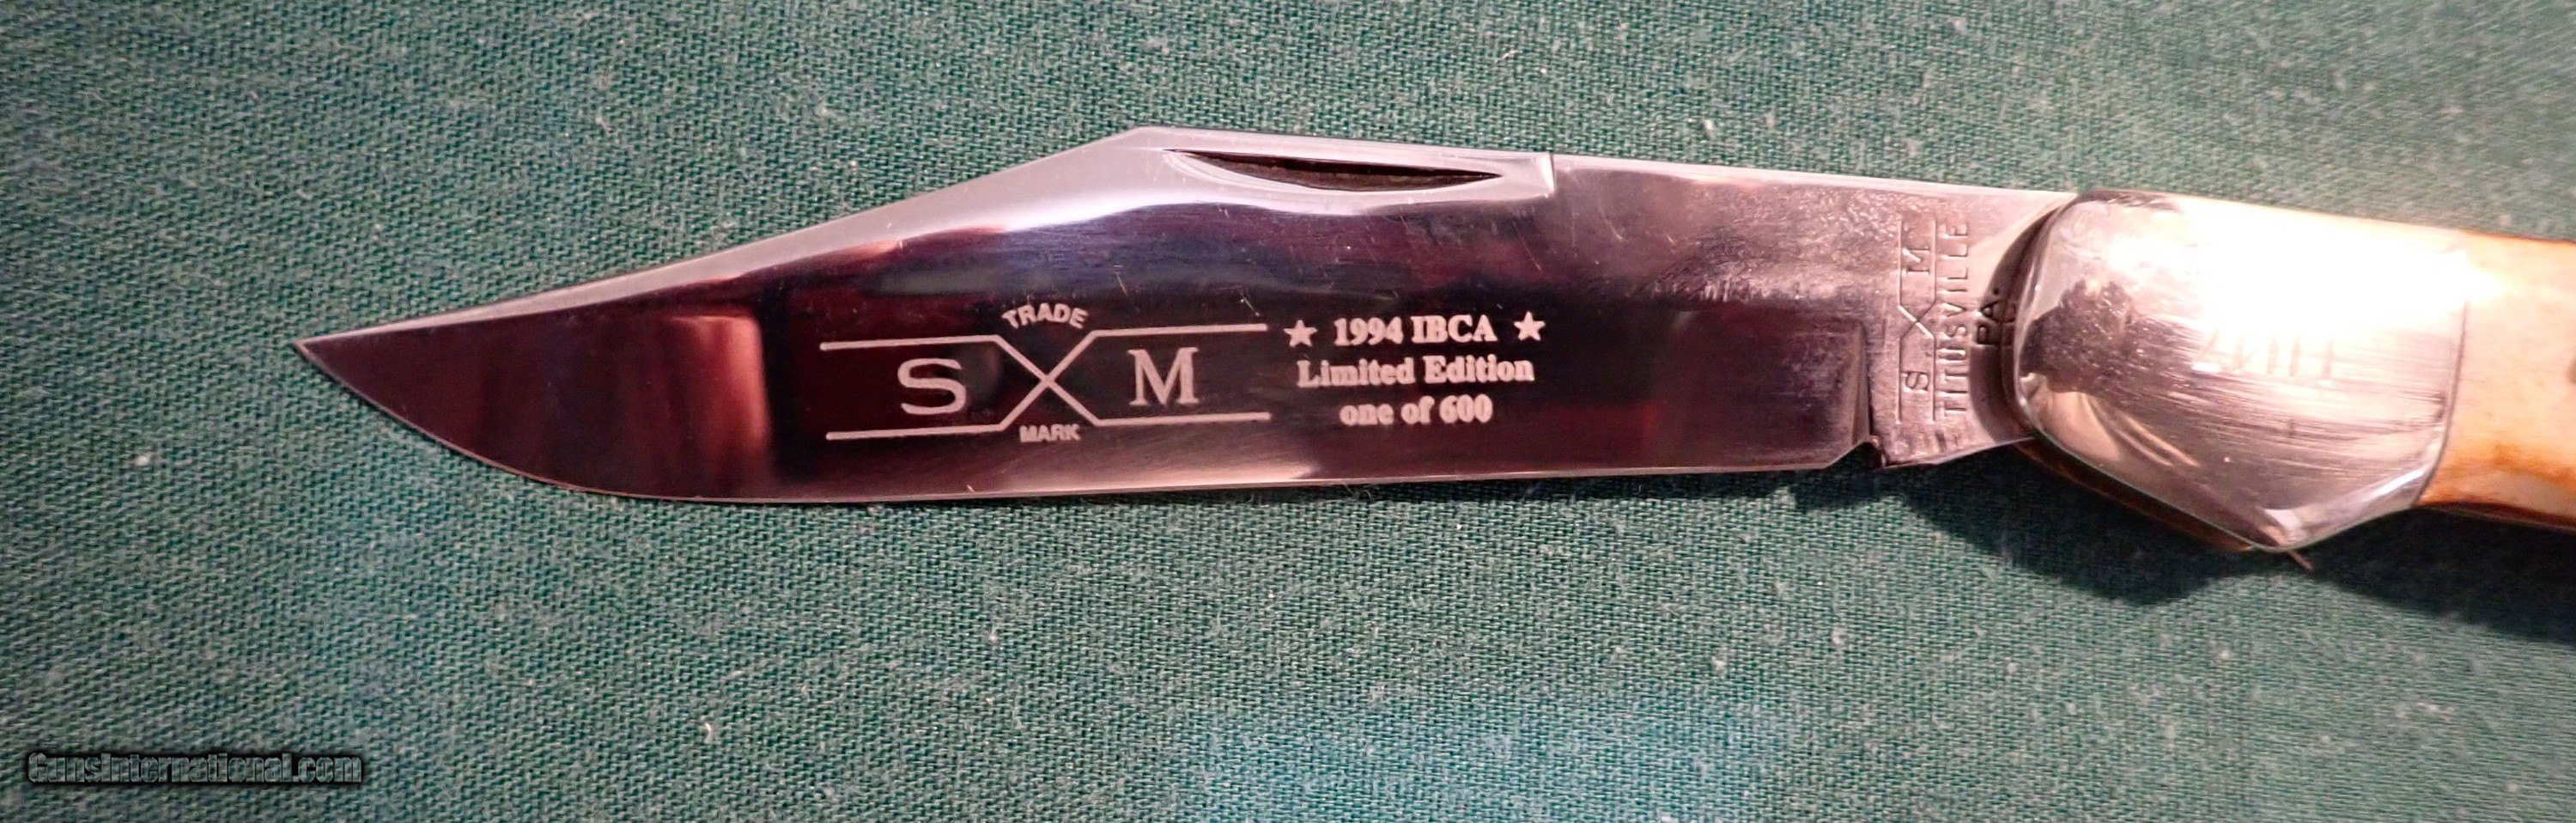 TRADE
S M
MARK
★ 1994 IBCA ★
Limited Edition
one of 600
S M
TITUSVILLE
PA.
GunsInternational.com